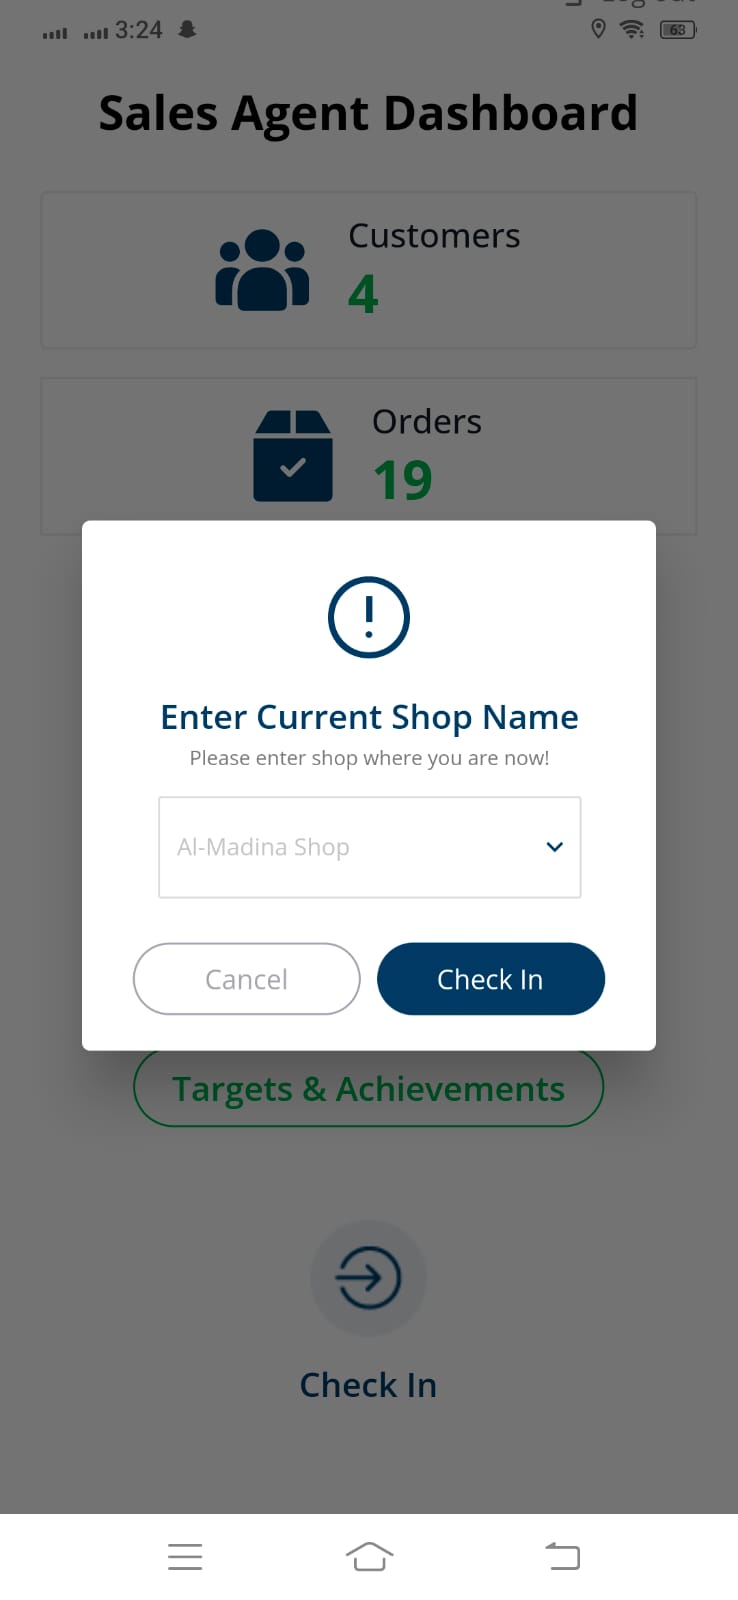 3:24
63
Sales Agent Dashboard
Customers
4
Orders
19
Enter Current Shop Name
Please enter shop where you are now!
Al-Madina Shop
Cancel
Check In
Targets & Achievements
Check In